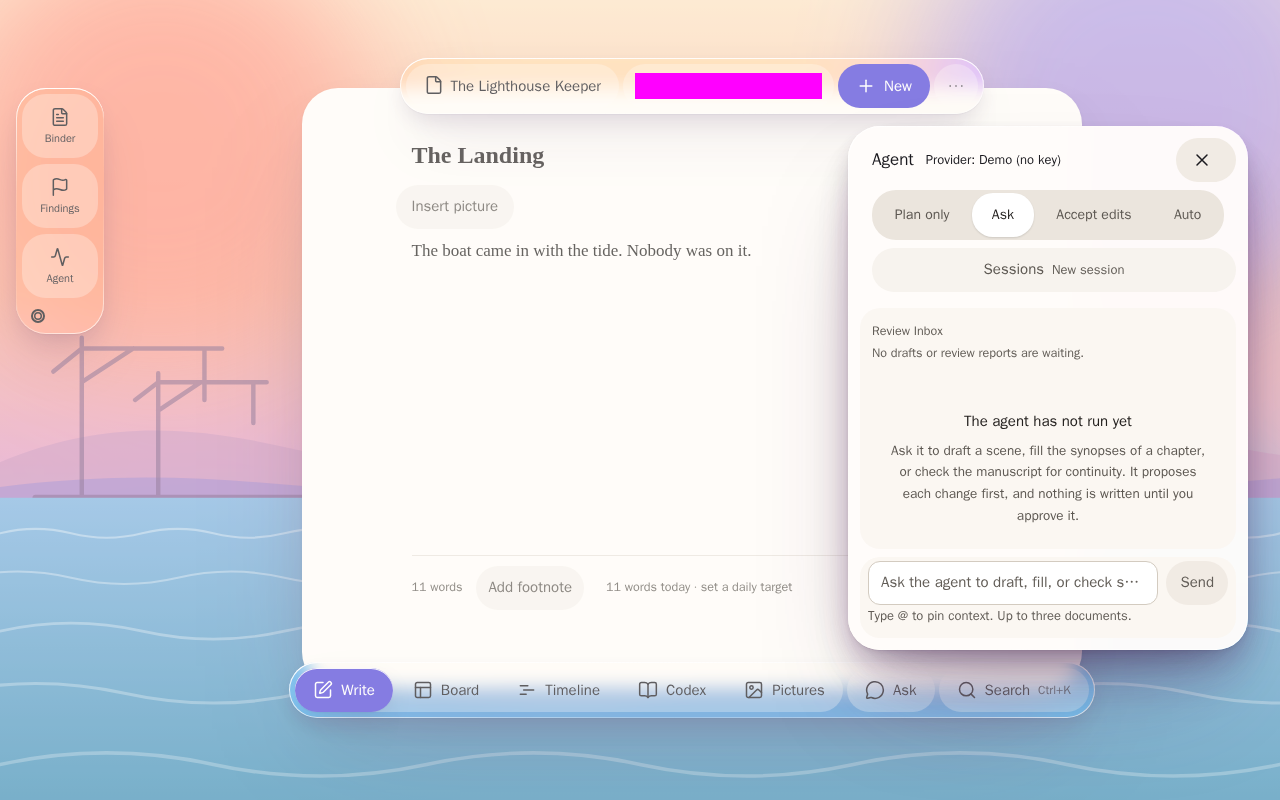 The Lighthouse Keeper
New
Binder
Findings
Agent
The Landing
Insert picture
The boat came in with the tide. Nobody was on it.
11 words
Add footnote
11 words today · set a daily target
Agent
Provider: Demo (no key)
Plan only
Ask
Accept edits
Auto
Sessions New session
Review Inbox
No drafts or review reports are waiting.
The agent has not run yet
Ask it to draft a scene, fill the synopses of a chapter,
or check the manuscript for continuity. It proposes
each change first, and nothing is written until you
approve it.
Ask the agent to draft, fill, or check s⋯
Send
Type @ to pin context. Up to three documents.
Write
Board
Timeline
Codex
Pictures
Ask
Search Ctrl+K